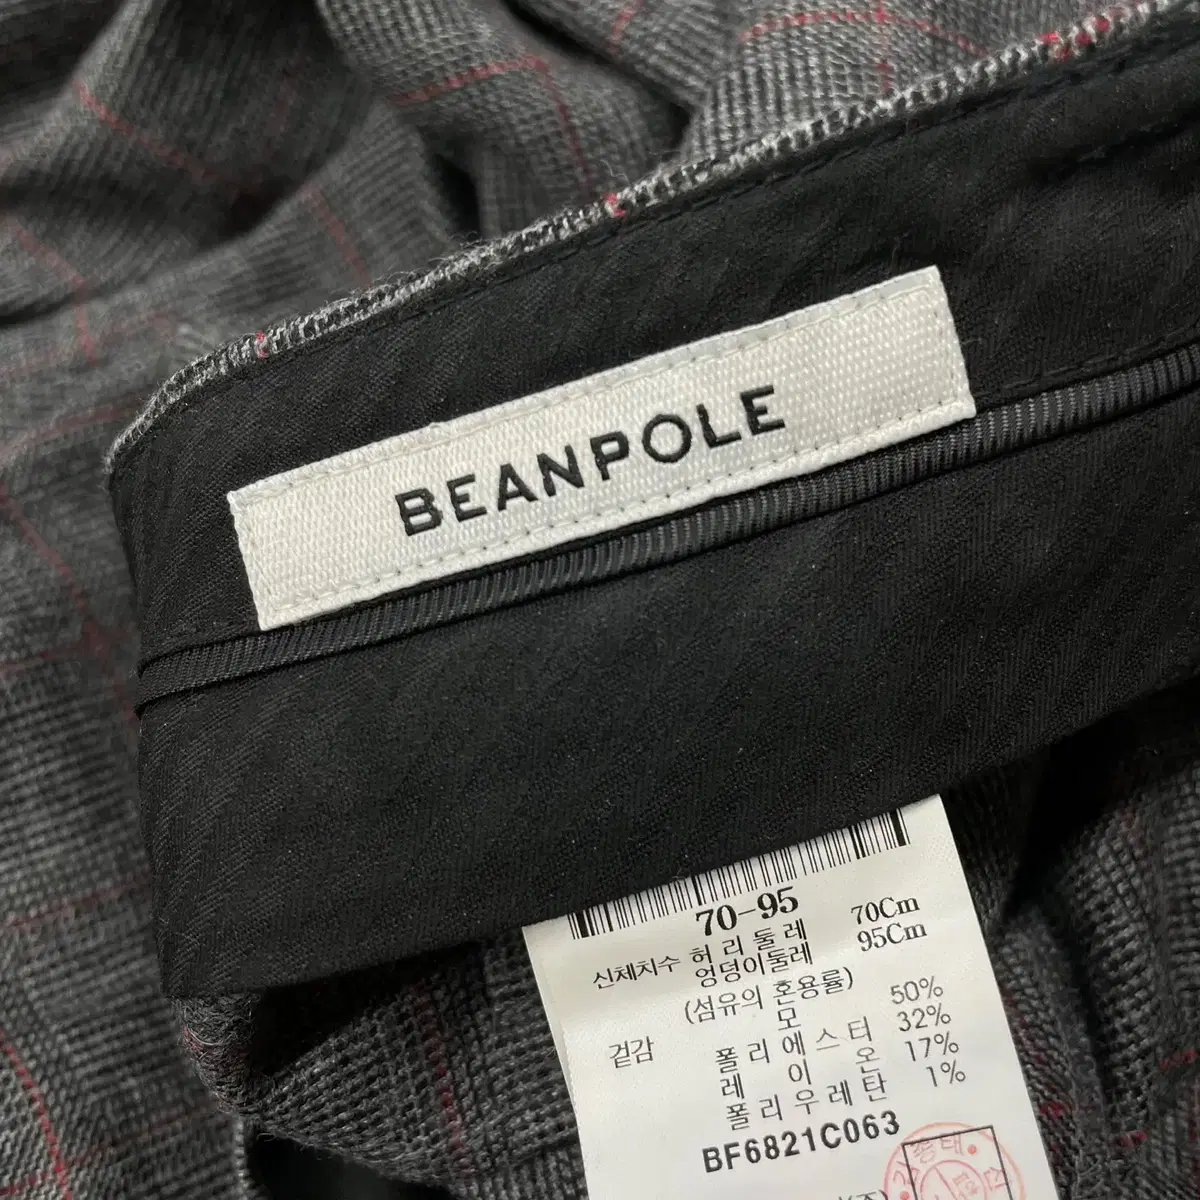 BEANPOLE
70-95
신체치수 허리둘레 70Cm
엉덩이둘레 95Cm
(섬유의 혼용률)
겉감 모 50%
폴리에스터 32%
레이온 17%
폴리우레탄 1%
BF6821C063